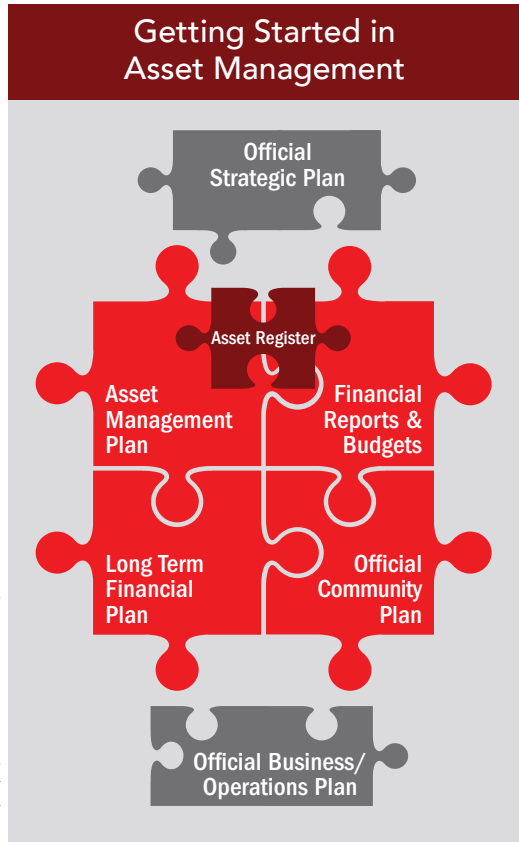 Getting Started in
Asset Management
Official
Strategic Plan
Asset Register
Asset
Management
Plan
Financial
Reports &
Budgets
Long Term
Financial
Plan
Official
Community
Plan
Official Business/
Operations Plan